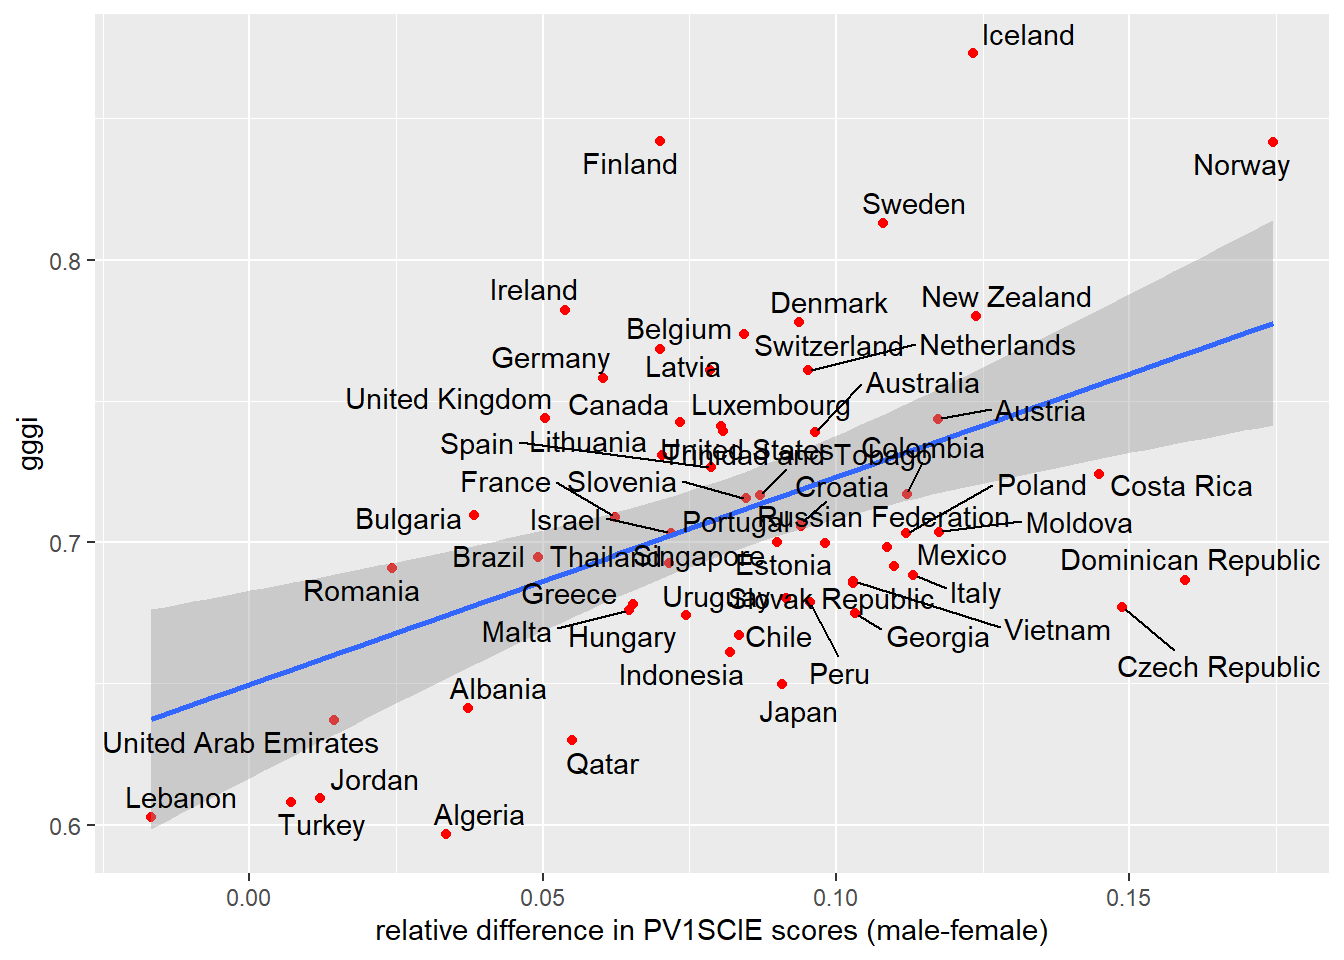 Iceland
Finland
Norway
Sweden
0.8
Ireland
Denmark
New Zealand
Belgium
Switzerland
Netherlands
Germany
Latvia
Australia
United Kingdom
Canada
Luxembourg
Austria
gggi
Spain
Lithuania
United States
Trinidad and Tobago
Colombia
France
Slovenia
Croatia
Poland
Costa Rica
Bulgaria
Israel
Portugal
Russian Federation
Moldova
0.7
Brazil
Thailand
Singapore
Estonia
Mexico
Dominican Republic
Romania
Greece
Uruguay
Slovak Republic
Italy
Malta
Hungary
Chile
Georgia
Vietnam
Indonesia
Peru
Czech Republic
Albania
Japan
United Arab Emirates
Qatar
Jordan
Lebanon
Turkey
Algeria
0.6
0.00
0.05
0.10
0.15
relative difference in PV1SCIE scores (male-female)